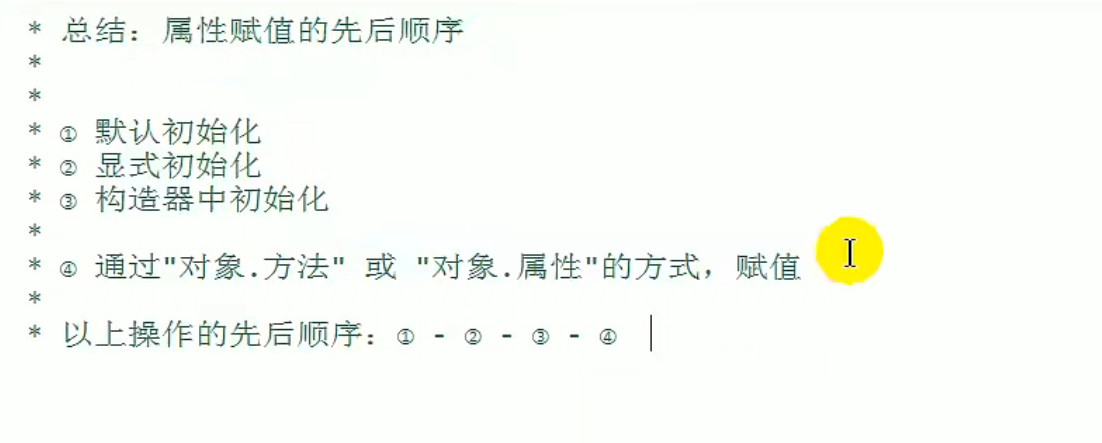 * 总结：属性赋值的先后顺序
*
*
* ① 默认初始化
* ② 显式初始化
* ③ 构造器中初始化
*
* ④ 通过"对象.方法" 或 "对象.属性"的方式，赋值
*
* 以上操作的先后顺序：① - ② - ③ - ④